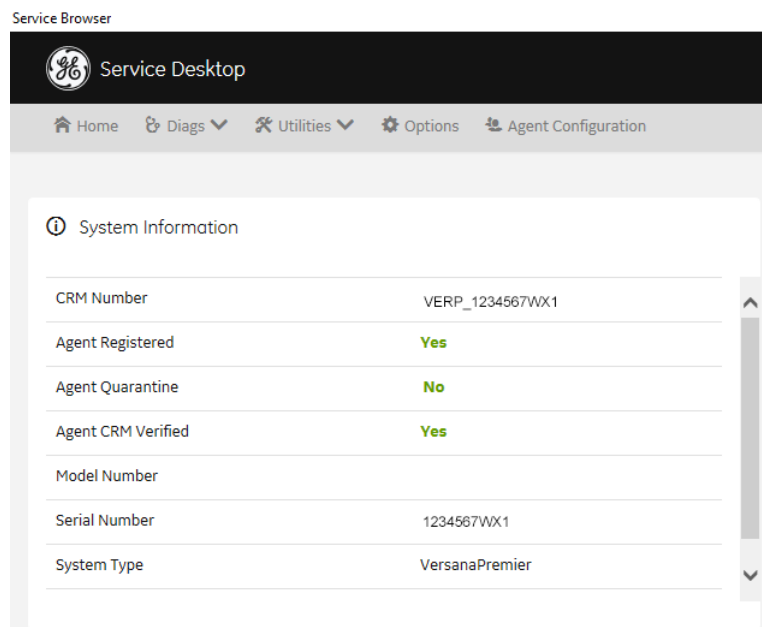 Service Browser
GE Service Desktop
Home Diags Utilities Options Agent Configuration
System Information
CRM Number VERP_1234567WX1
Agent Registered Yes
Agent Quarantine No
Agent CRM Verified Yes
Model Number
Serial Number 1234567WX1
System Type VersanaPremier